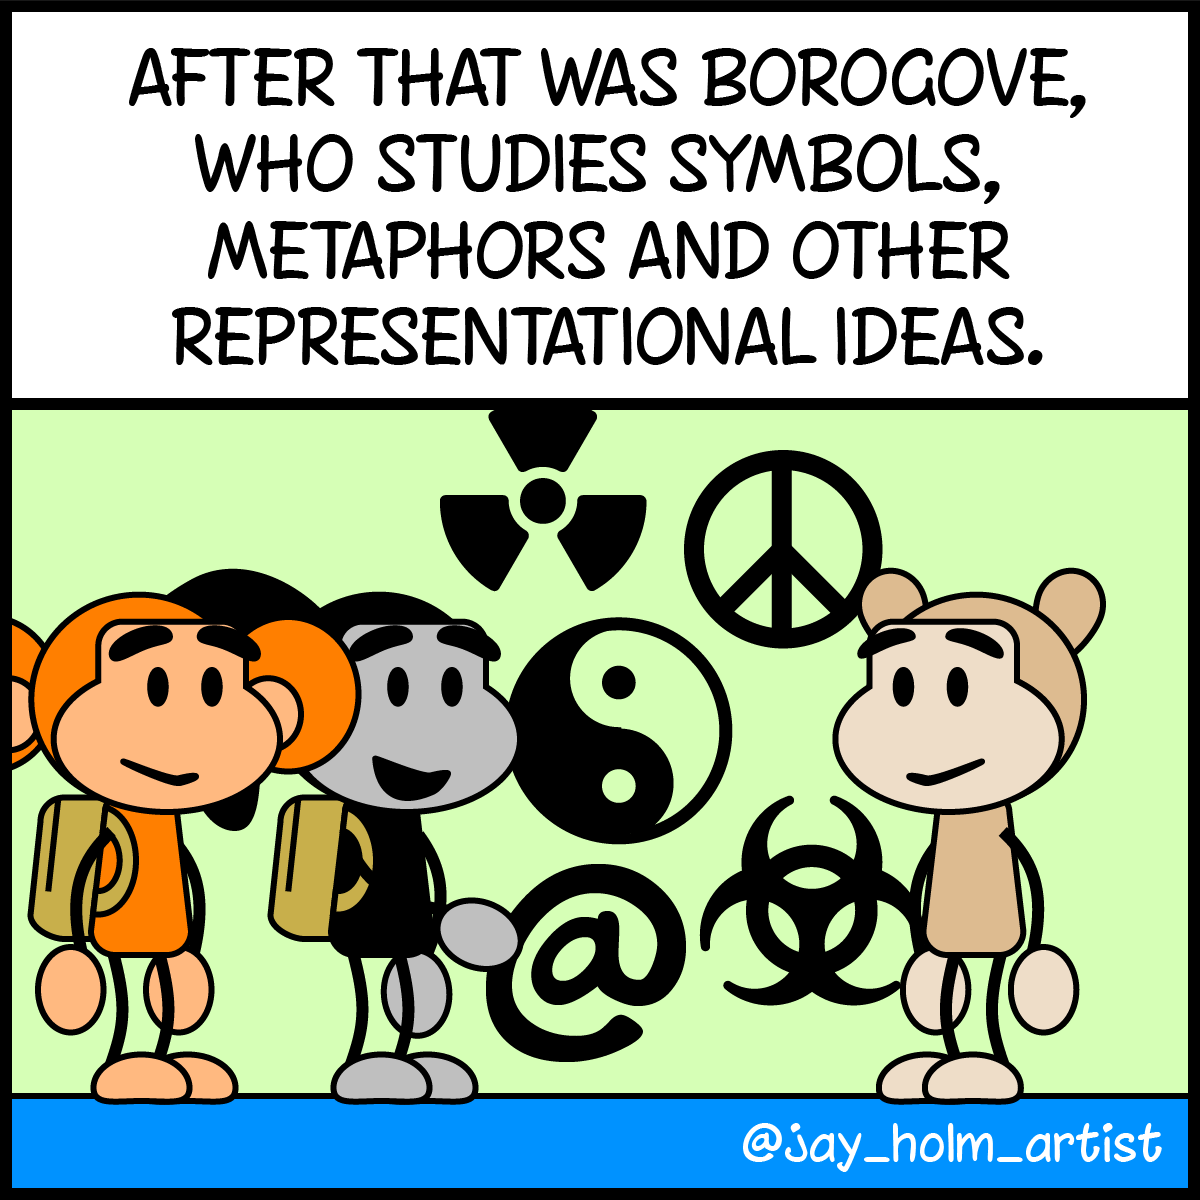 AFTER THAT WAS BOROGOVE,
WHO STUDIES SYMBOLS,
METAPHORS AND OTHER
REPRESENTATIONAL IDEAS.
@
@jay_holm_artist